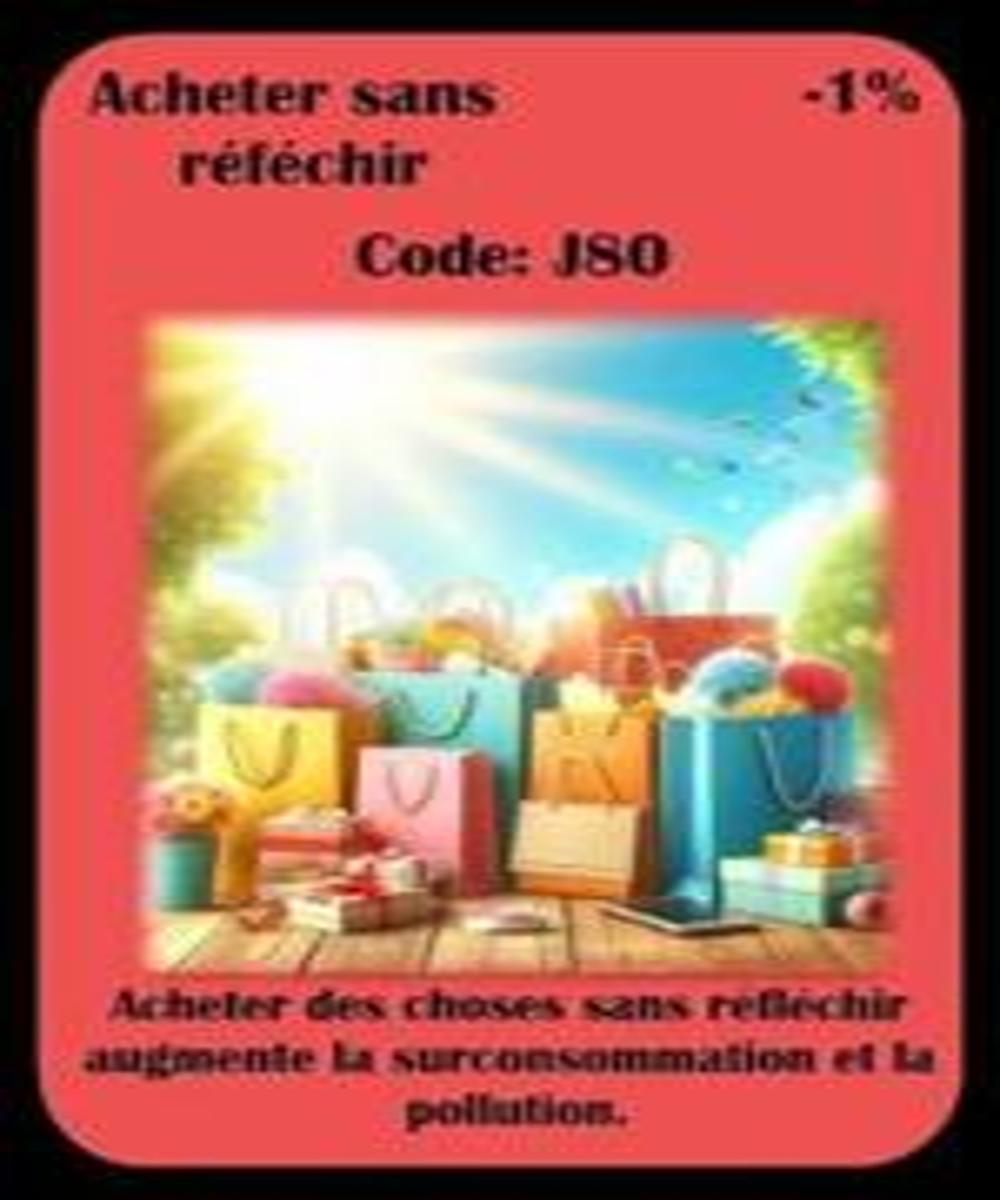 Acheter sans -1%
réféchir
Code: J80
Acheter des choses sans réfléchir
augmente la surconsommation et la
pollution.